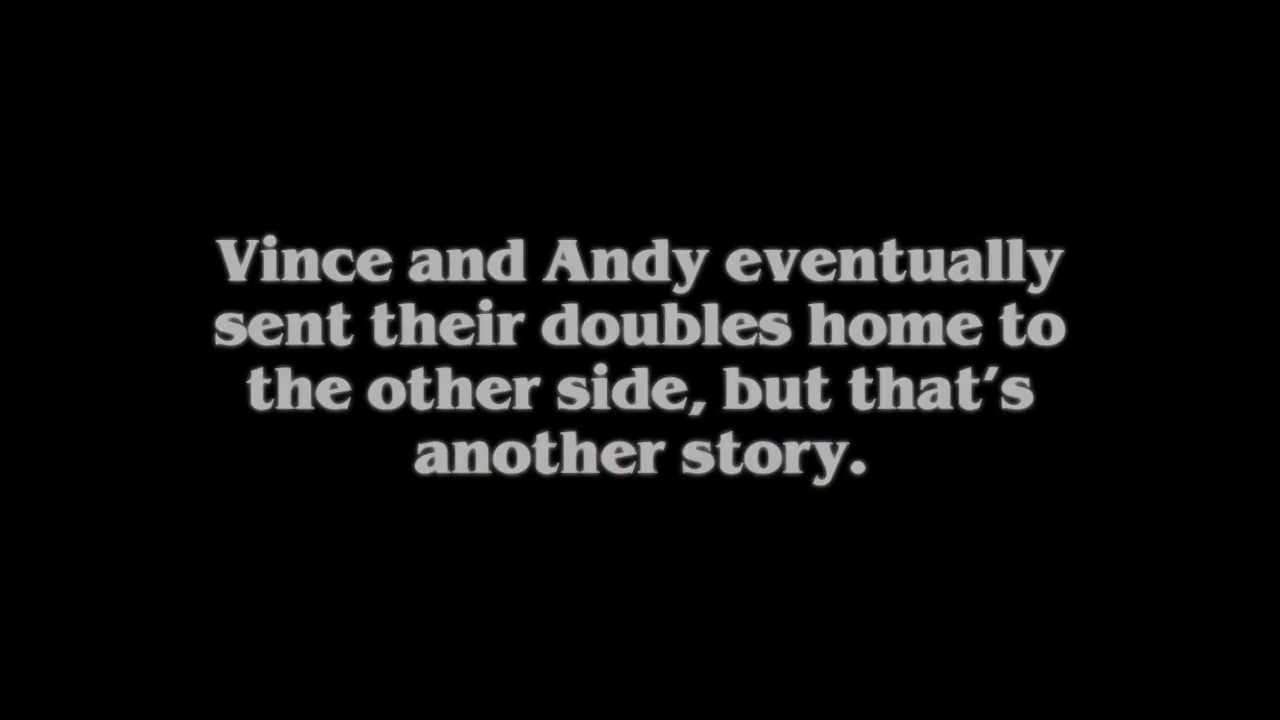 Vince and Andy eventually
sent their doubles home to
the other side, but that’s
another story.